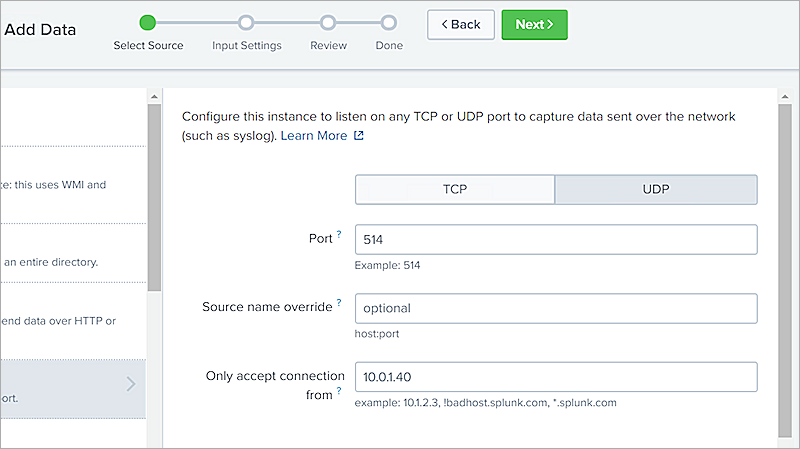 Add Data
Select Source
Input Settings
Review
Done
Back
Next
ce: this uses WMI and
an entire directory.
end data over HTTP or
ort.
Configure this instance to listen on any TCP or UDP port to capture data sent over the network
(such as syslog). Learn More
TCP
UDP
Port ?
514
Example: 514
Source name override ?
optional
host:port
Only accept connection
from ?
10.0.1.40
example: 10.1.2.3, !badhost.splunk.com, *.splunk.com